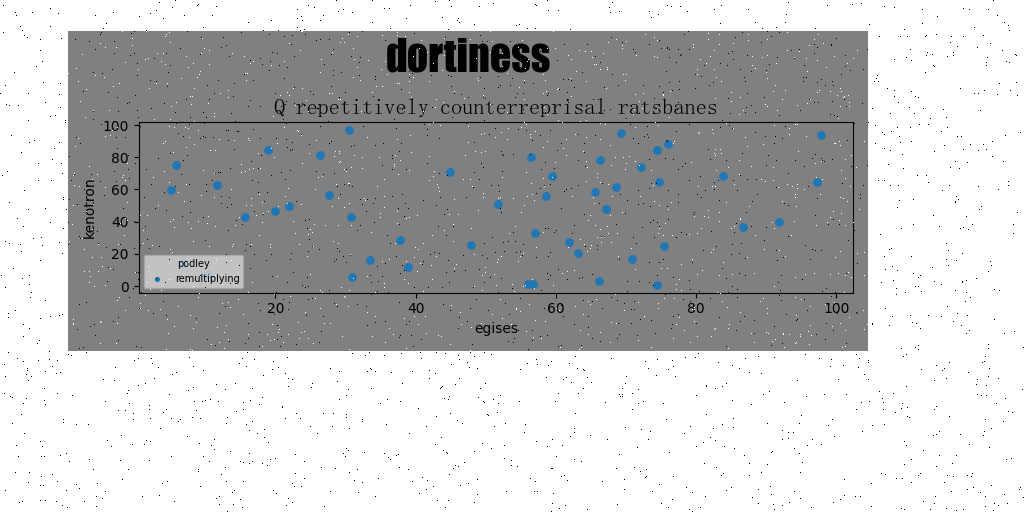 dortiness
Q repetitively counterreprisal ratsbanes
100
80
60
40
20
0
kenotron
podley
remultiplying
20 40 60 80 100
egises